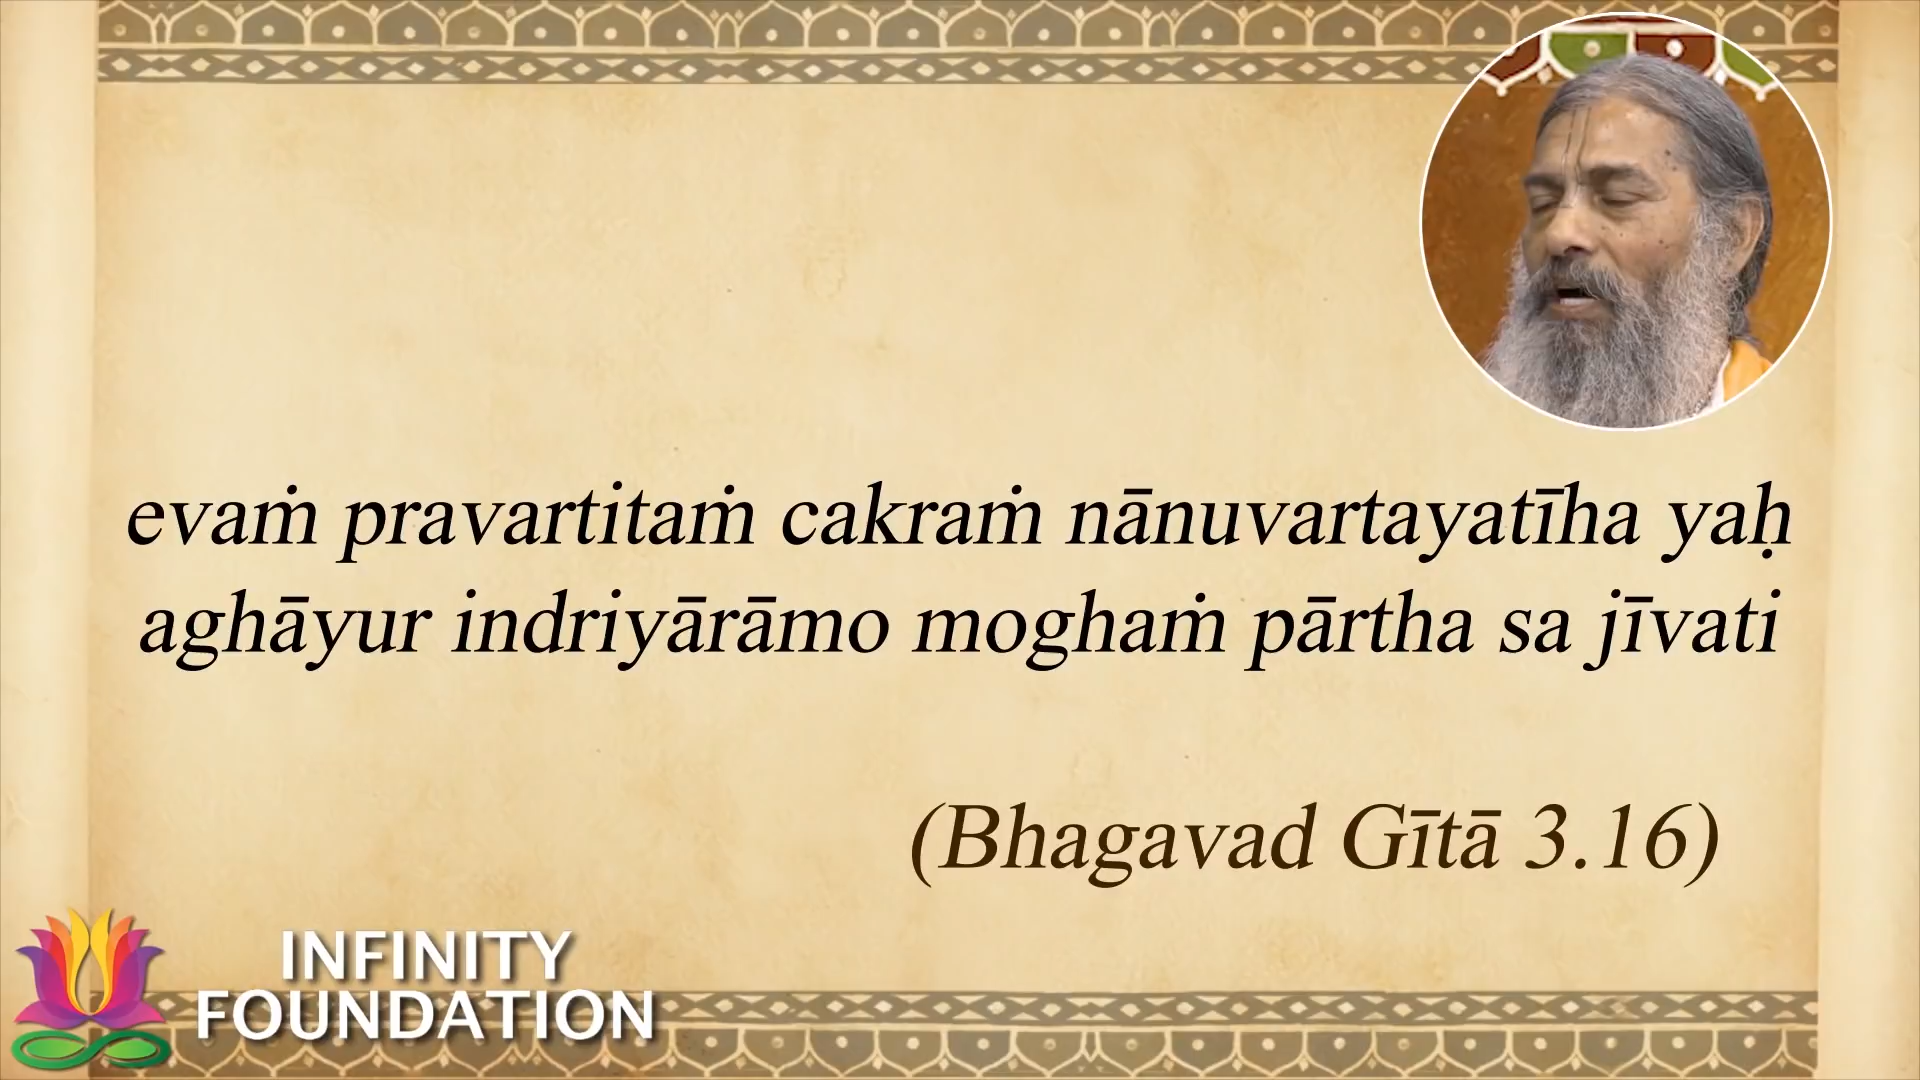 evaṁ pravartitaṁ cakraṁ nānuvartayatīha yaḥ
aghāyur indriyārāmo moghaṁ pārtha sa jīvati
(Bhagavad Gītā 3.16)
INFINITY
FOUNDATION